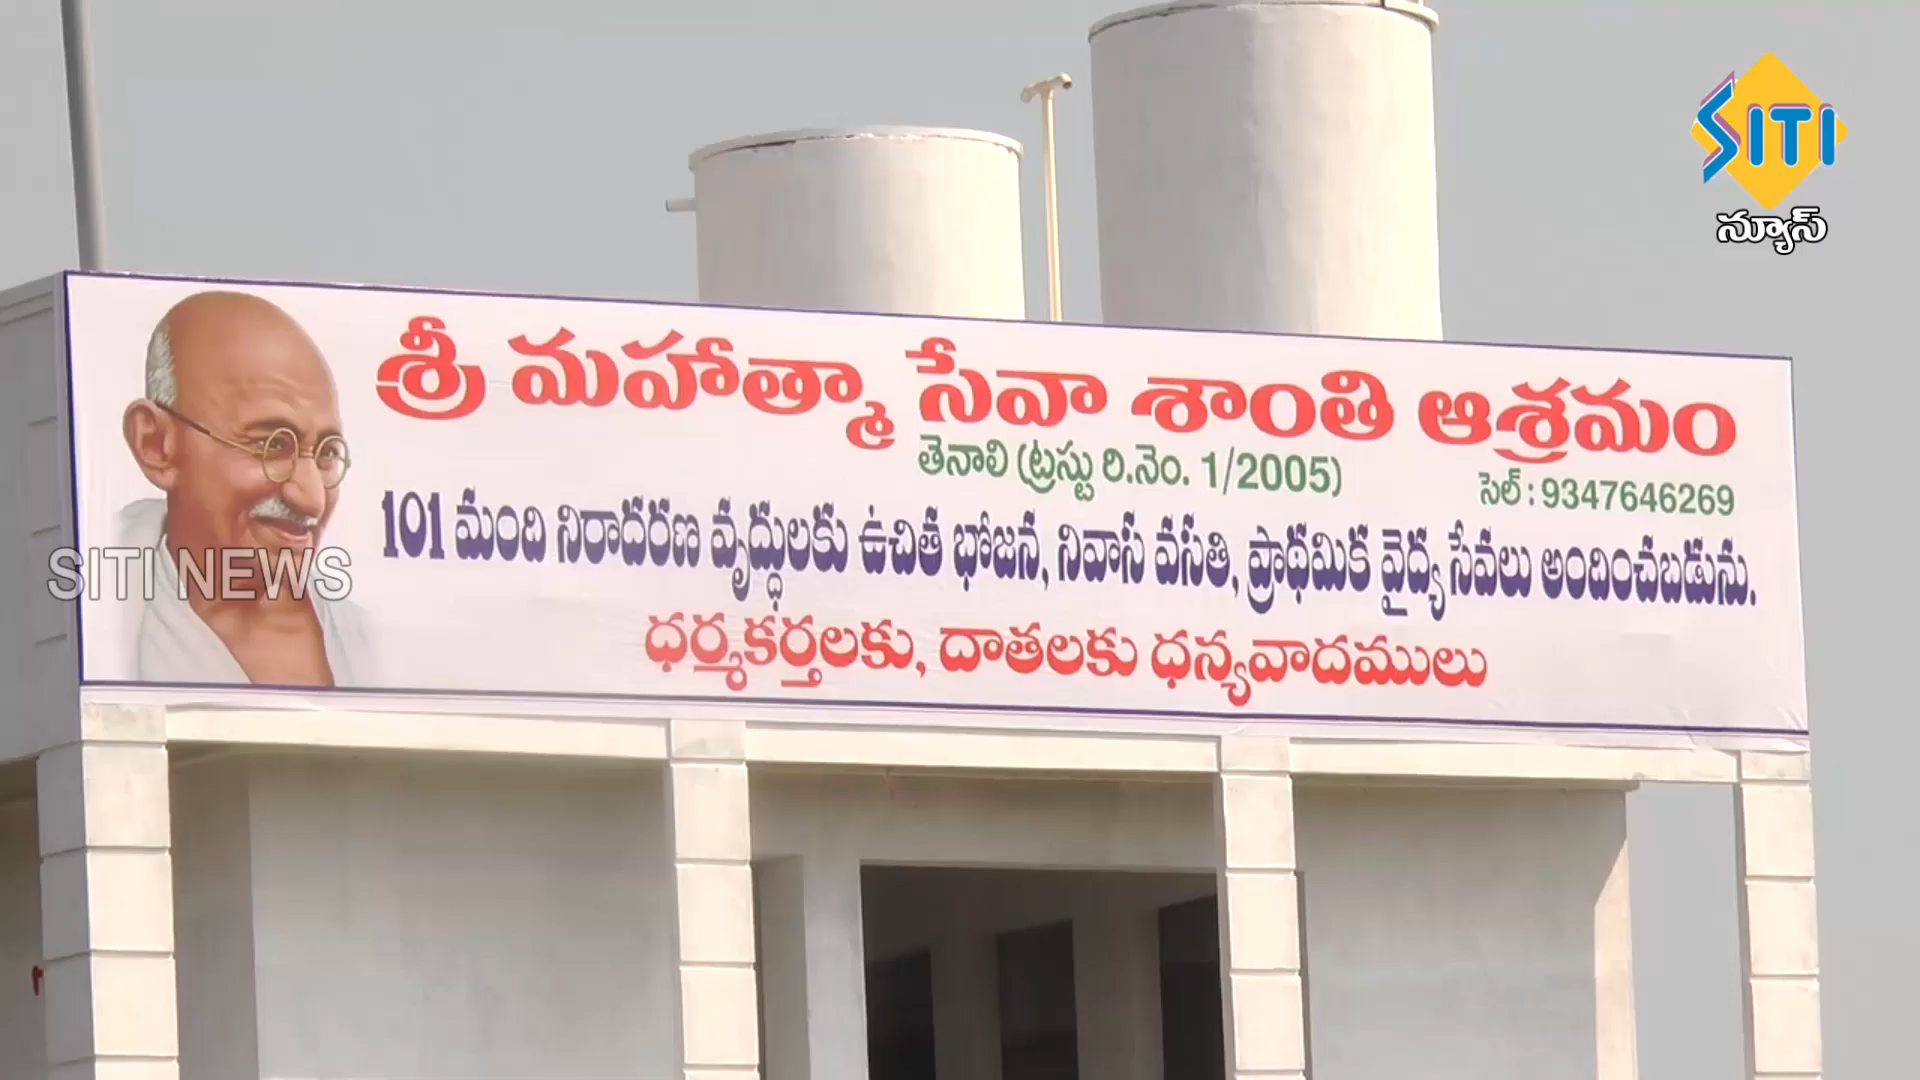 SITI
న్యూస్
శ్రీ మహాత్మా సేవా శాంతి ఆశ్రమం
తెనాలి (ట్రస్టు రి.నెం. 1/2005)
సెల్ : 9347646269
101 మంది నిరాదరణ వృద్ధులకు ఉచిత భోజన, నివాస వసతి, ప్రాథమిక వైద్య సేవలు అందించబడును.
SITI NEWS
ధర్మకర్తలకు, దాతలకు ధన్యవాదములు